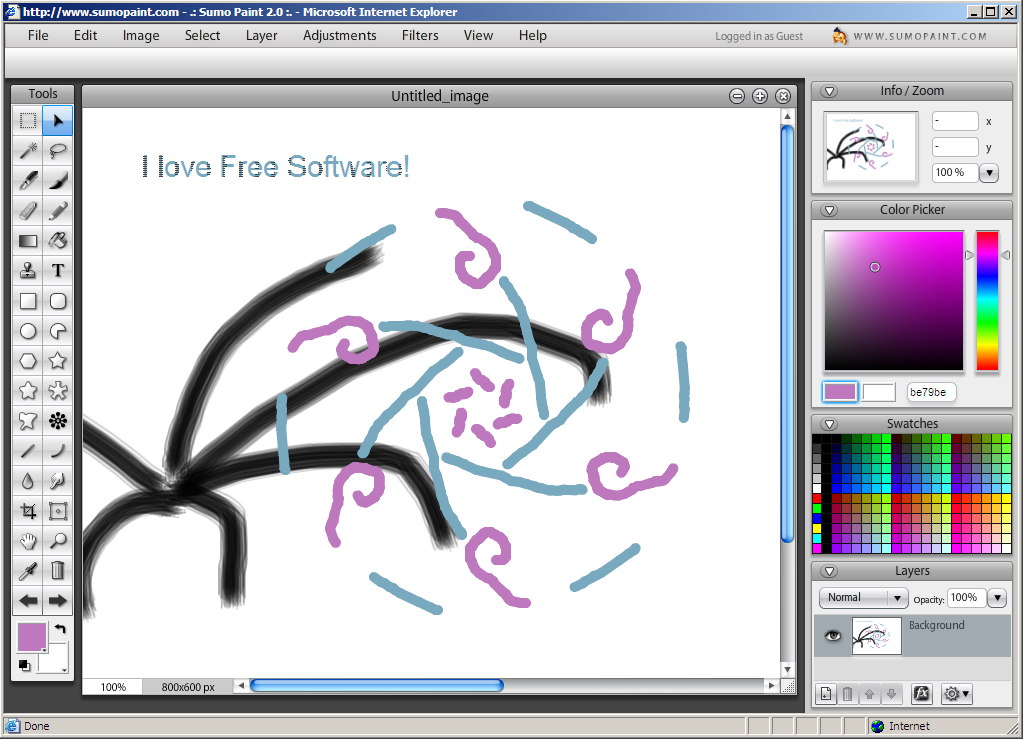 http://www.sumopaint.com - .: Sumo Paint 2.0 :. - Microsoft Internet Explorer
File Edit Image Select Layer Adjustments Filters View Help Logged in as Guest WWW.SUMOPAINT.COM
Tools
Untitled_image
I love Free Software!
T
100% 800x600 px
Info / Zoom
- x
- y
100 %
Color Picker
be79be
Swatches
Layers
Normal Opacity: 100%
Background
Done Internet